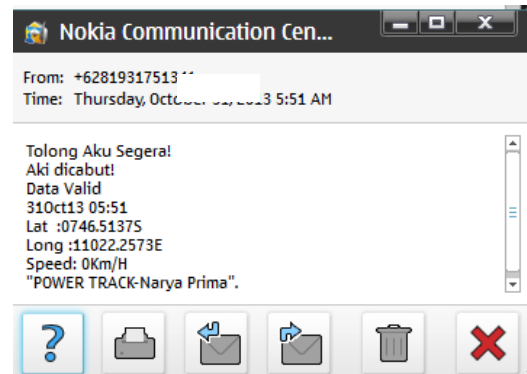 Nokia Communication Cen...
From: +62819317513
Time: Thursday, 2013 5:51 AM
Tolong Aku Segera!
Aki dicabut!
Data Valid
31Oct13 05:51
Lat :0746.5137S
Long :11022.2573E
Speed: 0Km/H
"POWER TRACK-Narya Prima".